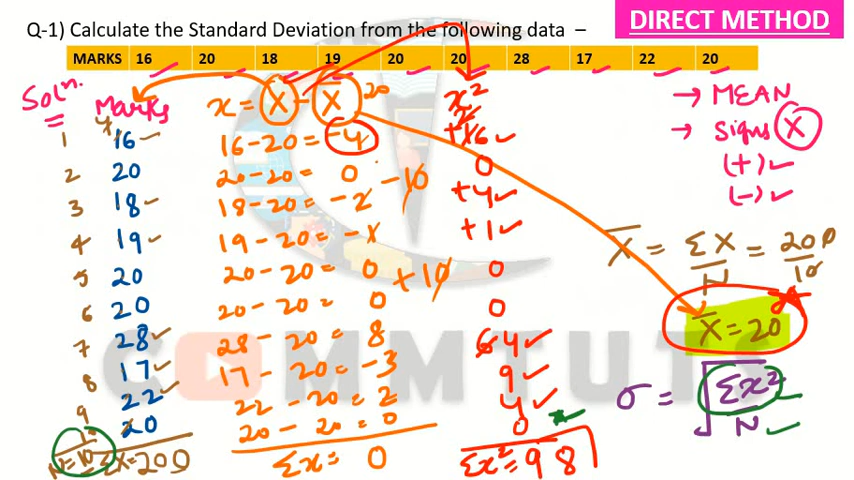 Q-1) Calculate the Standard Deviation from the following data –
DIRECT METHOD
MARKS 16 20 18 19 20 20 28 17 22 20
Solⁿ.
Marks
x = X - X̄ 20
x²
→ MEAN
→ Signs X
(+) ✓
(-) ✓
1 16 16-20 = -4 +16
2 20 20-20 = 0 0
-10
3 18 18-20 = -2 +4
4 19 19-20 = -1 +1
5 20 20-20 = 0 0
+10
6 20 20-20 = 0 0
7 28 28-20 = 8 64
8 17 17-20 = -3 9
9 22 22-20 = 2 4
20 20-20 = 0 0
N=10 ΣX=200 Σx = 0 Σx²=98
X̄ = ΣX/N = 200/10
X̄ = 20
σ = √Σx²/N
COMMTUTS